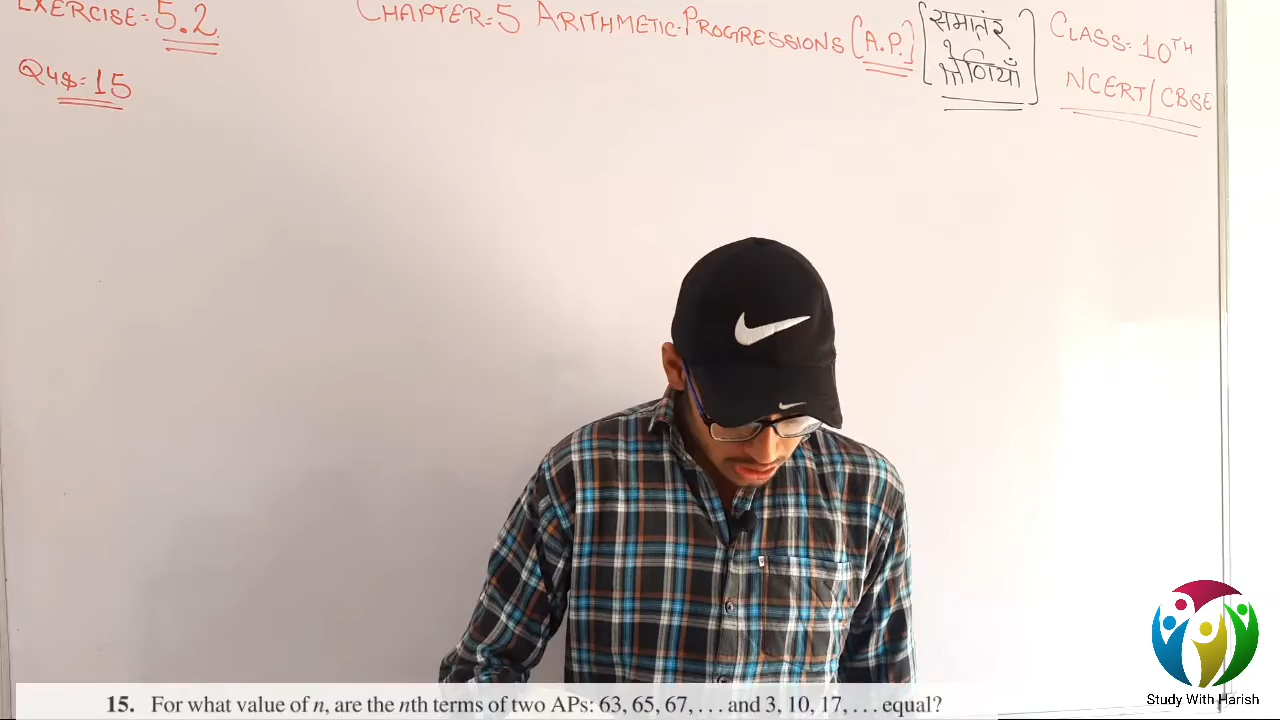 EXERCISE=5.2
CHAPTER=5 ARITHMETIC-PROGRESSIONS (A.P.)
[समांतर श्रेणियाँ]
CLASS=10TH
NCERT/CBSE
Qus=15
15. For what value of n, are the nth terms of two APs: 63, 65, 67, . . . and 3, 10, 17, . . . equal?
Study With Harish